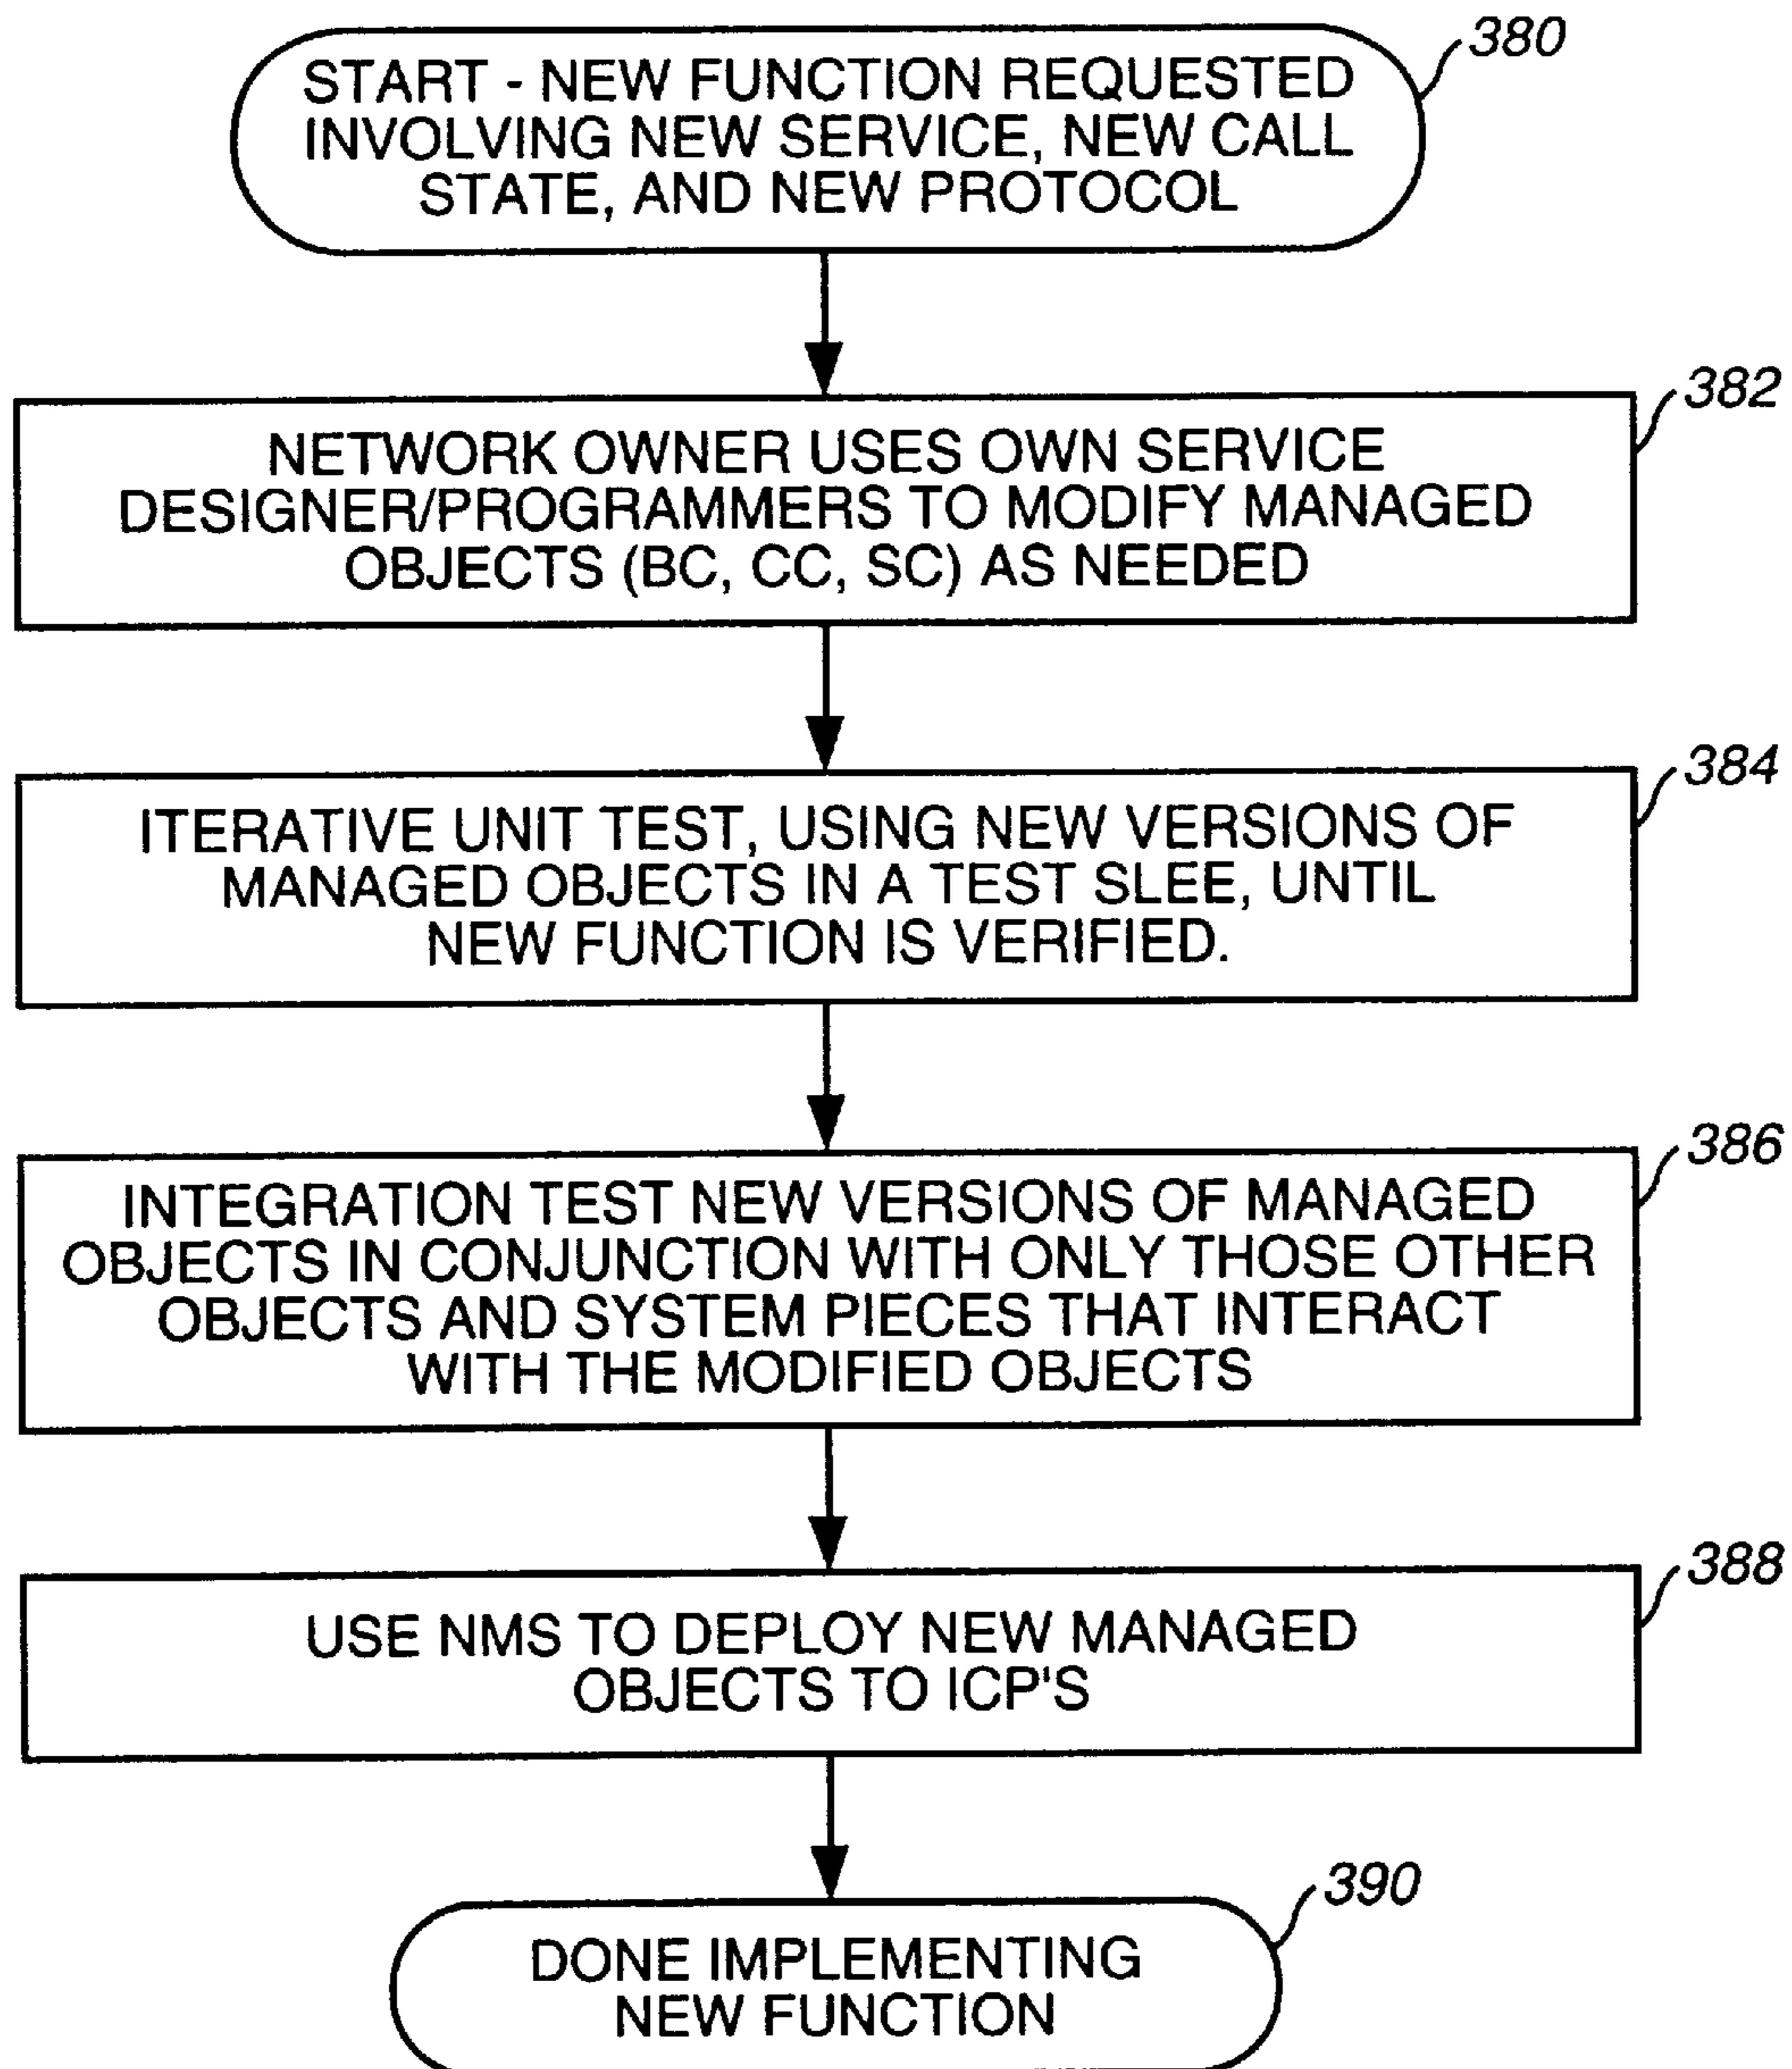 380
START - NEW FUNCTION REQUESTED
INVOLVING NEW SERVICE, NEW CALL
STATE, AND NEW PROTOCOL
382
NETWORK OWNER USES OWN SERVICE
DESIGNER/PROGRAMMERS TO MODIFY MANAGED
OBJECTS (BC, CC, SC) AS NEEDED
384
ITERATIVE UNIT TEST, USING NEW VERSIONS OF
MANAGED OBJECTS IN A TEST SLEE, UNTIL
NEW FUNCTION IS VERIFIED.
386
INTEGRATION TEST NEW VERSIONS OF MANAGED
OBJECTS IN CONJUNCTION WITH ONLY THOSE OTHER
OBJECTS AND SYSTEM PIECES THAT INTERACT
WITH THE MODIFIED OBJECTS
388
USE NMS TO DEPLOY NEW MANAGED
OBJECTS TO ICP'S
390
DONE IMPLEMENTING
NEW FUNCTION